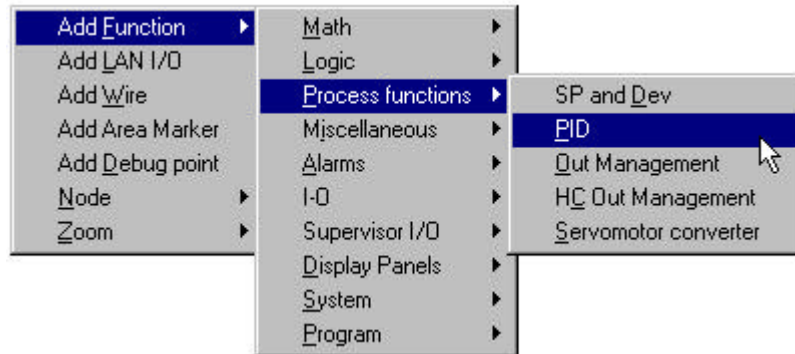 Add Function
Add LAN I/O
Add Wire
Add Area Marker
Add Debug point
Node
Zoom
Math
Logic
Process functions
Miscellaneous
Alarms
I-O
Supervisor I/O
Display Panels
System
Program
SP and Dev
PID
Out Management
HC Out Management
Servomotor converter